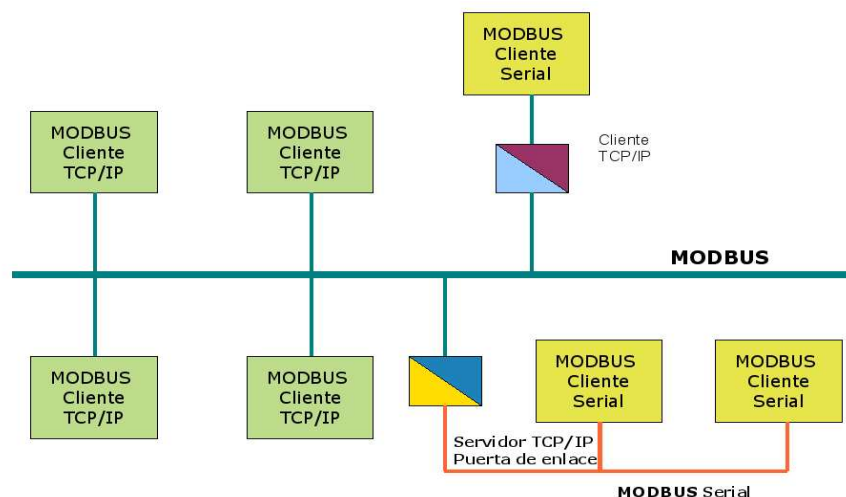 MODBUS
Cliente
Serial
MODBUS
Cliente
TCP/IP
MODBUS
Cliente
TCP/IP
Cliente
TCP/IP
MODBUS
MODBUS
Cliente
TCP/IP
MODBUS
Cliente
TCP/IP
MODBUS
Cliente
Serial
MODBUS
Cliente
Serial
Servidor TCP/IP
Puerta de enlace
MODBUS Serial